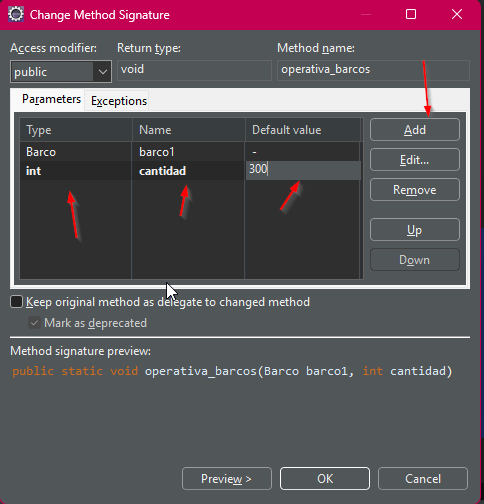 Change Method Signature
Access modifier: Return type: Method name:
public void operativa_barcos
Parameters Exceptions
Type Name Default value
Barco barco1 -
int cantidad 300
Add
Edit...
Remove
Up
Down
Keep original method as delegate to changed method
Mark as deprecated
Method signature preview:
public static void operativa_barcos(Barco barco1, int cantidad)
Preview > OK Cancel